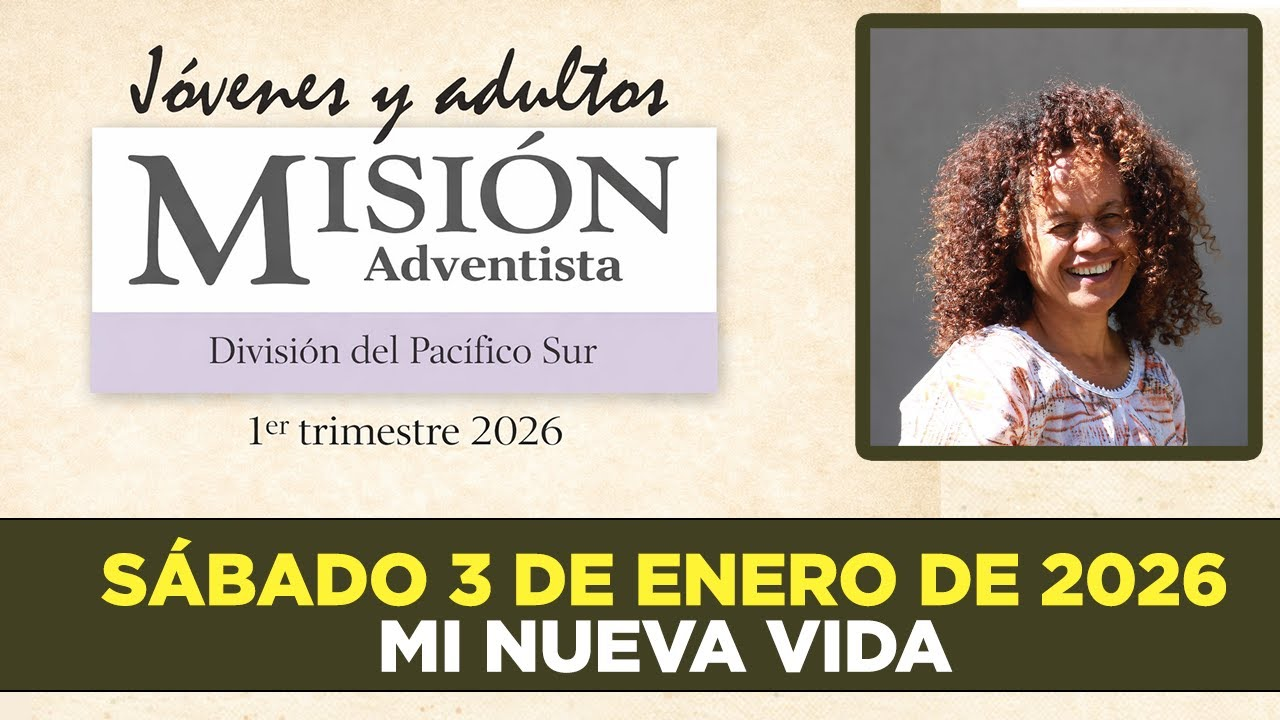 Jóvenes y adultos
MISIÓN
Adventista
División del Pacífico Sur
1er trimestre 2026
SÁBADO 3 DE ENERO DE 2026
MI NUEVA VIDA